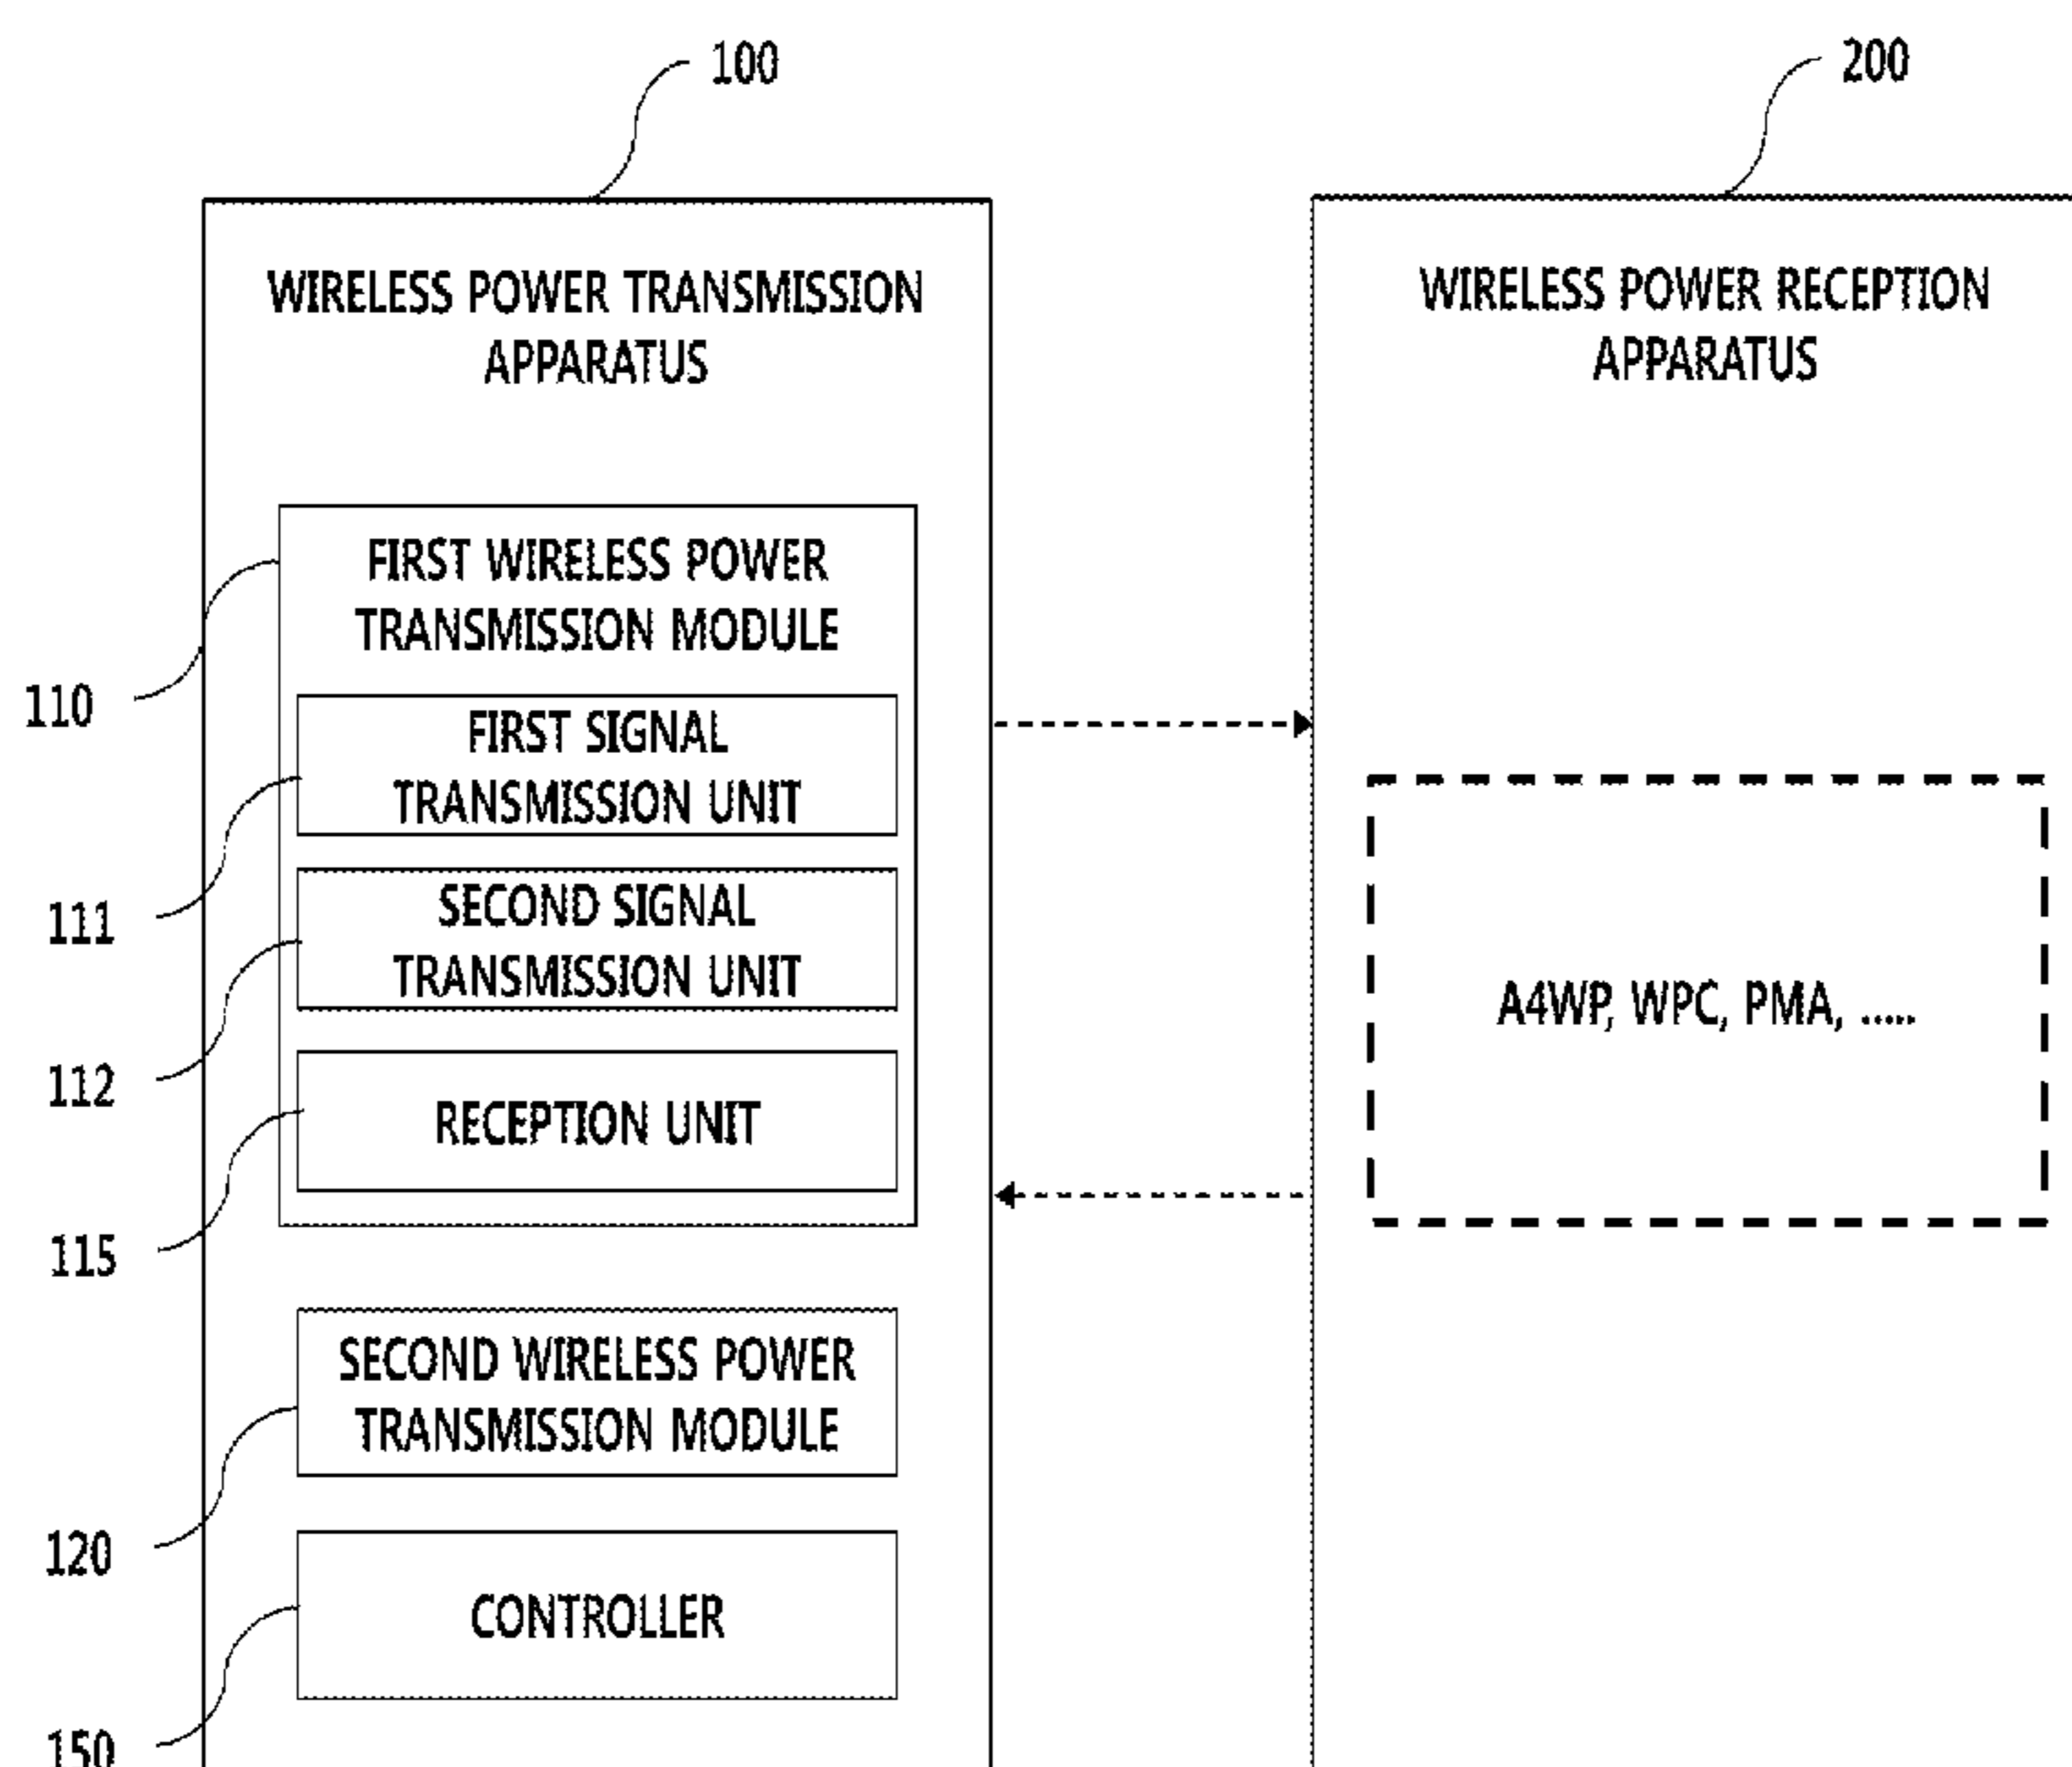 100
200
WIRELESS POWER TRANSMISSION
APPARATUS
WIRELESS POWER RECEPTION
APPARATUS
FIRST WIRELESS POWER
TRANSMISSION MODULE
110
FIRST SIGNAL
TRANSMISSION UNIT
111
SECOND SIGNAL
TRANSMISSION UNIT
112
A4WP, WPC, PMA, .....
RECEPTION UNIT
115
SECOND WIRELESS POWER
TRANSMISSION MODULE
120
CONTROLLER
150